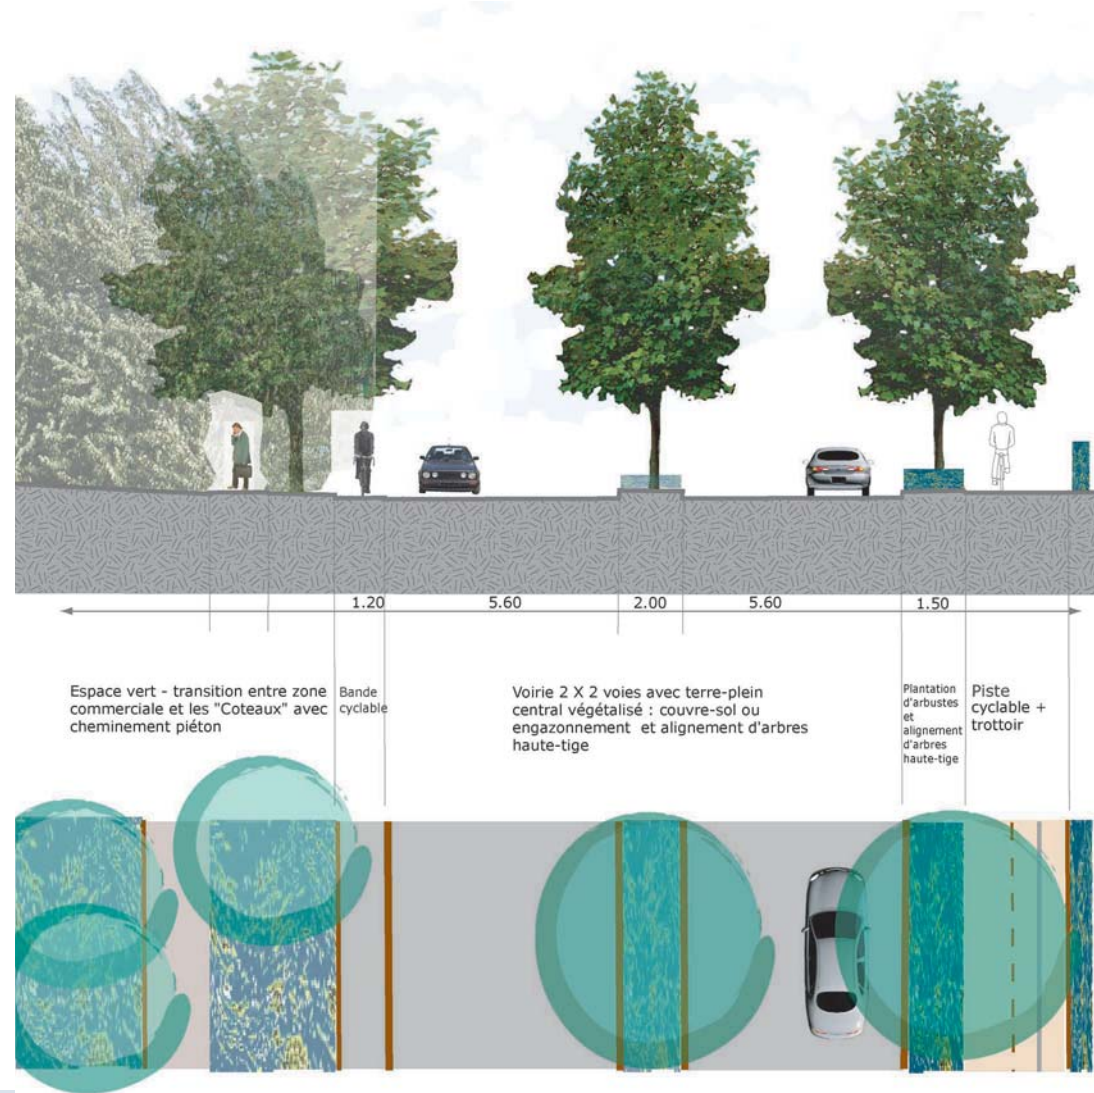 1.20 5.60 2.00 5.60 1.50
Espace vert - transition entre zone
commerciale et les "Coteaux" avec
cheminement piéton
Bande
cyclable
Voirie 2 X 2 voies avec terre-plein
central végétalisé : couvre-sol ou
engazonnement et alignement d'arbres
haute-tige
Plantation
d'arbustes
et
alignement
d'arbres
haute-tige
Piste
cyclable +
trottoir